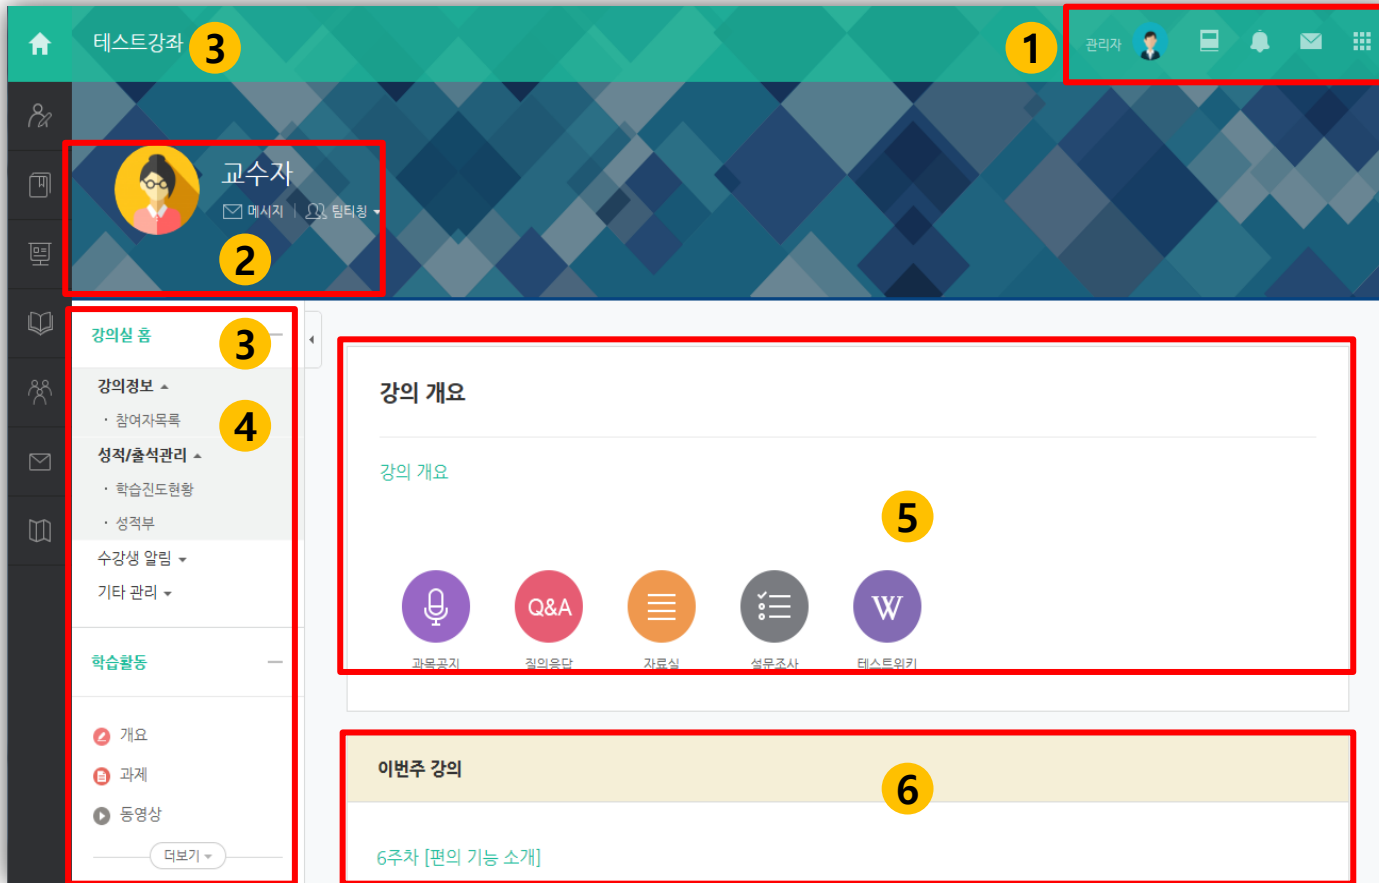 테스트강좌 3
1 관리자
교수자
메시지 | 팀티칭
2
강의실 홈 3
강의정보
· 참여자목록 4
성적/출석관리
· 학습진도현황
· 성적부
수강생 알림
기타 관리
학습활동
개요
과제
동영상
더보기
강의 개요
강의 개요
5
Q&A W
과목공지 질의응답 자료실 설문조사 테스트위키
이번주 강의 6
6주차 [편의 기능 소개]